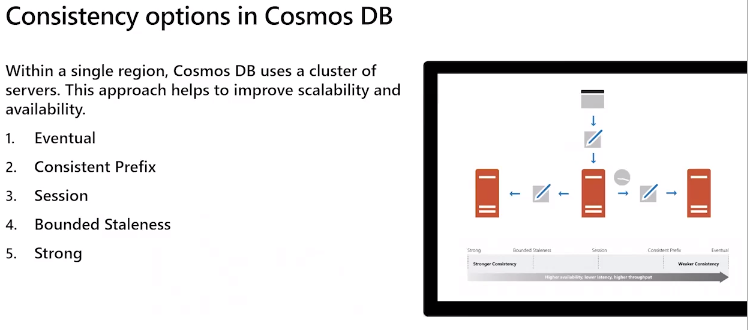 Consistency options in Cosmos DB
Within a single region, Cosmos DB uses a cluster of
servers. This approach helps to improve scalability and
availability.
1. Eventual
2. Consistent Prefix
3. Session
4. Bounded Staleness
5. Strong
Strong Bounded Staleness Session Consistent Prefix Eventual
Stronger Consistency Weaker Consistency
Higher availability, lower latency, higher throughput